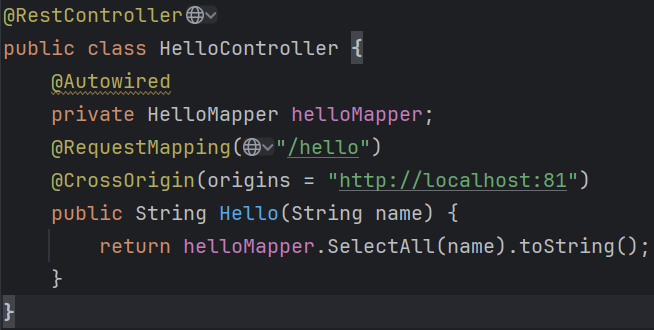 @RestController
public class HelloController {
@Autowired
private HelloMapper helloMapper;
@RequestMapping("/hello")
@CrossOrigin(origins = "http://localhost:81")
public String Hello(String name) {
return helloMapper.SelectAll(name).toString();
}
}